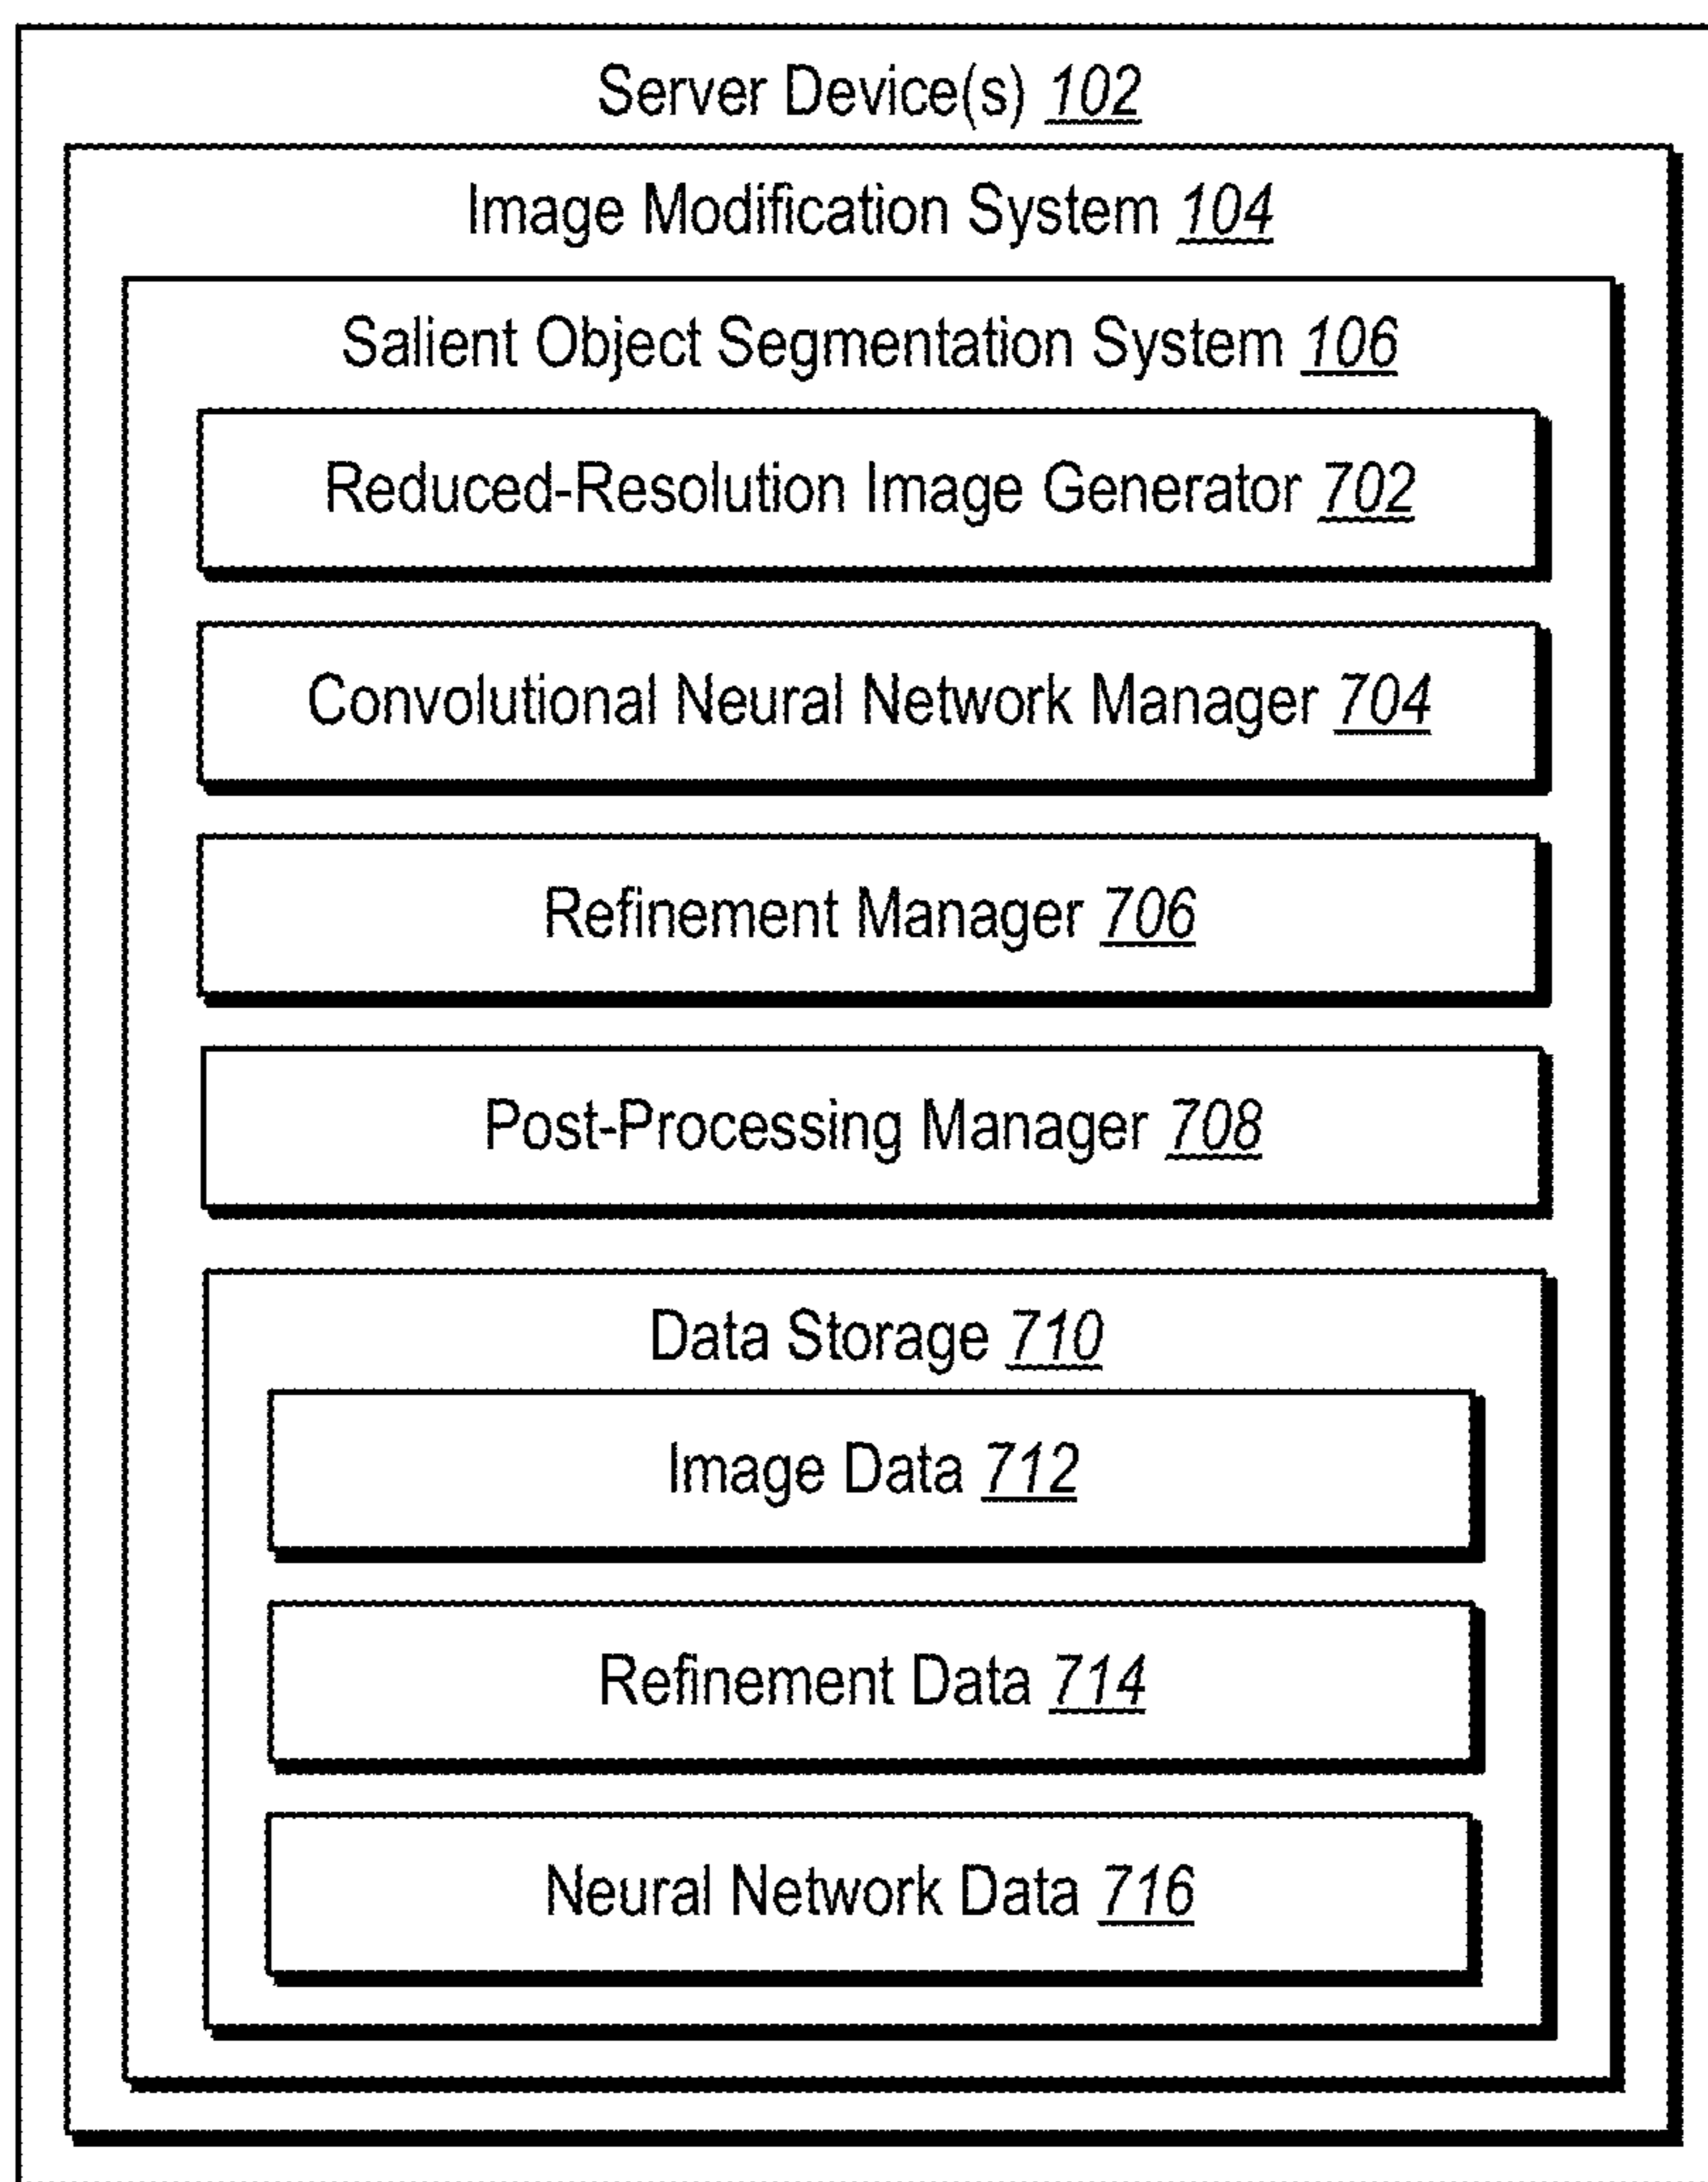 Server Device(s) 102
Image Modification System 104
Salient Object Segmentation System 106
Reduced-Resolution Image Generator 702
Convolutional Neural Network Manager 704
Refinement Manager 706
Post-Processing Manager 708
Data Storage 710
Image Data 712
Refinement Data 714
Neural Network Data 716